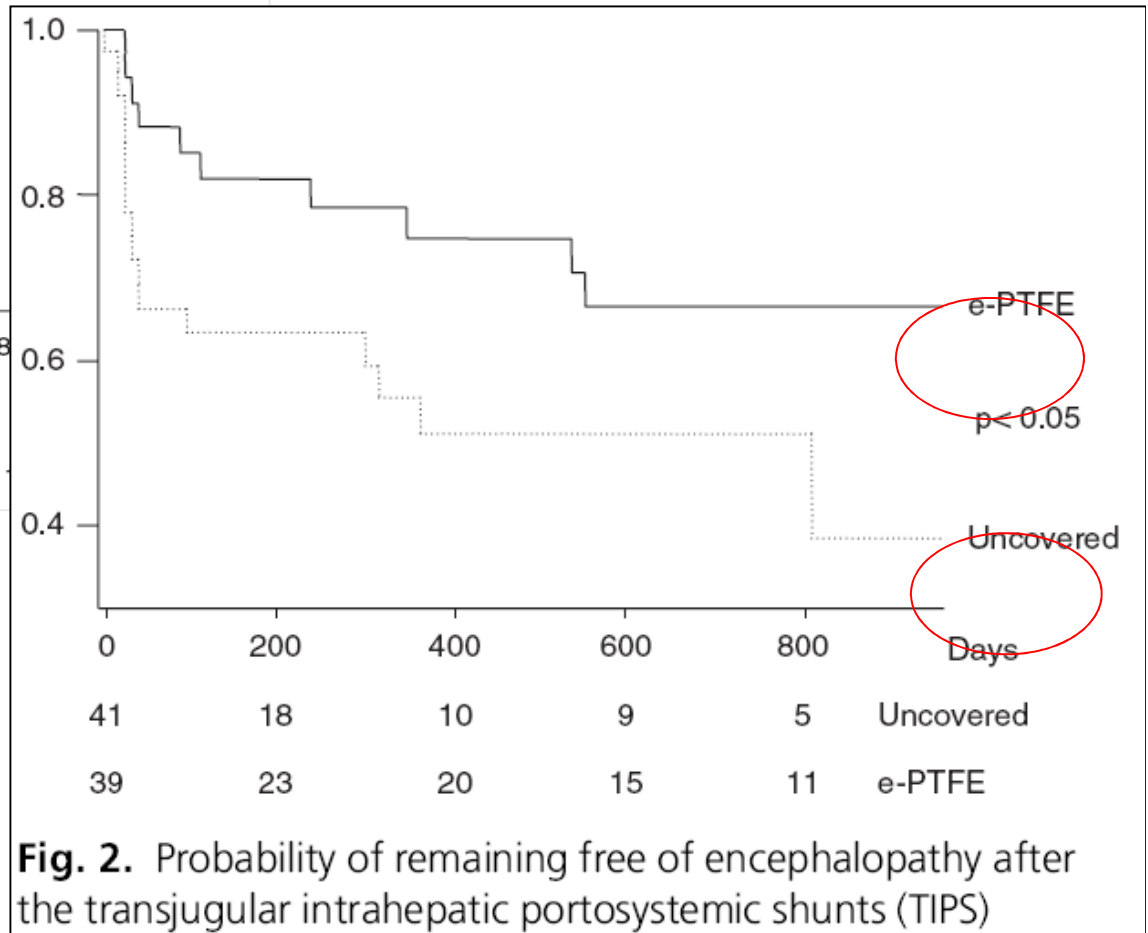 1.0
0.8
e-PTFE
8
0.6
p< 0.05
0.4
Uncovered
0 200 400 600 800 Days
41 18 10 9 5 Uncovered
39 23 20 15 11 e-PTFE
Fig. 2. Probability of remaining free of encephalopathy after
the transjugular intrahepatic portosystemic shunts (TIPS)